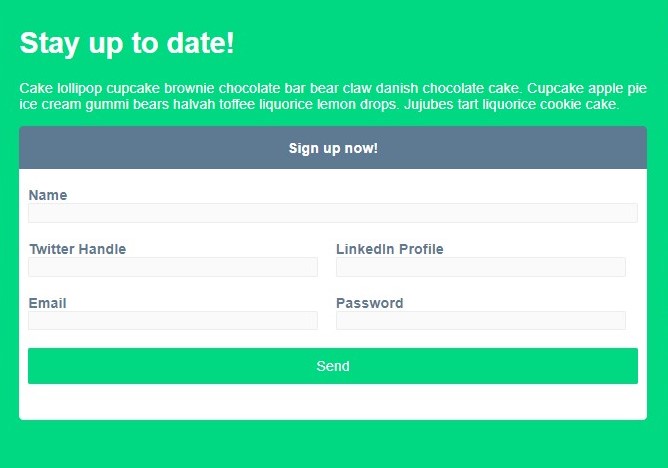 Stay up to date!
Cake lollipop cupcake brownie chocolate bar bear claw danish chocolate cake. Cupcake apple pie
ice cream gummi bears halvah toffee liquorice lemon drops. Jujubes tart liquorice cookie cake.
Sign up now!
Name
Twitter Handle LinkedIn Profile
Email Password
Send